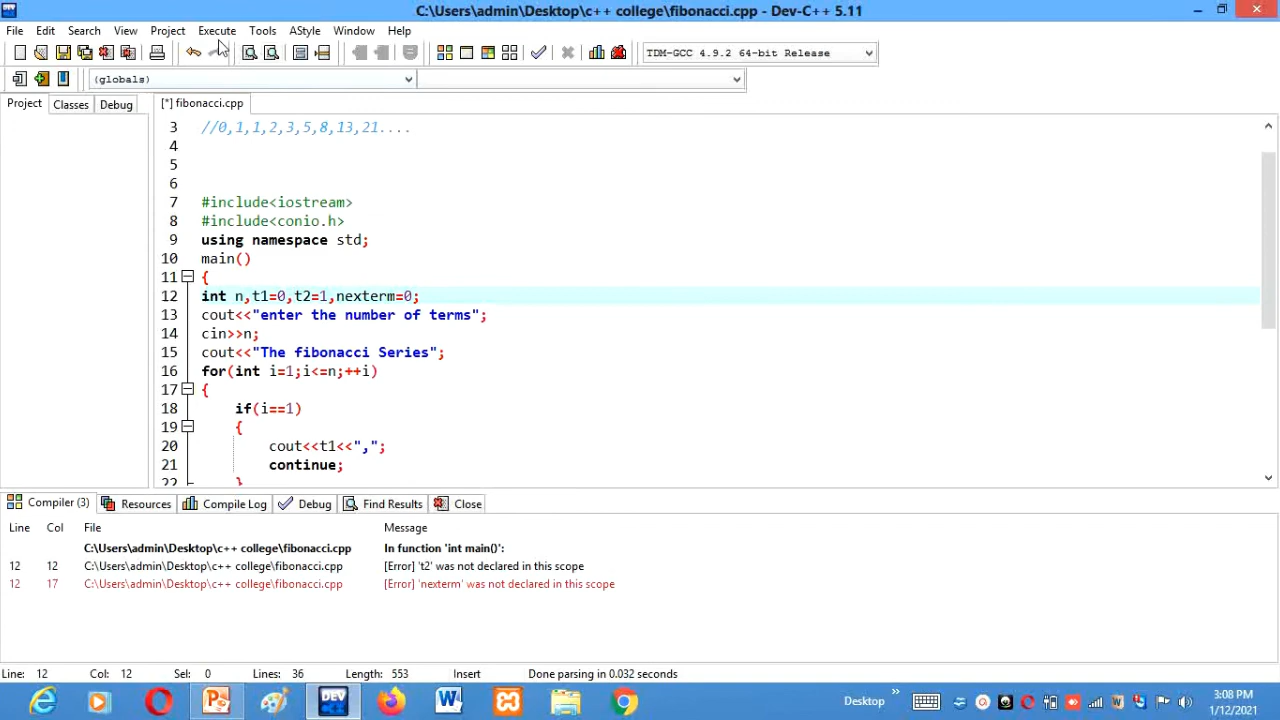 C:\Users\admin\Desktop\c++ college\fibonacci.cpp - Dev-C++ 5.11
File Edit Search View Project Execute Tools AStyle Window Help
TDM-GCC 4.9.2 64-bit Release
(globals)
Project Classes Debug
[*] fibonacci.cpp
3 //0,1,1,2,3,5,8,13,21....
4
5
6
7 #include<iostream>
8 #include<conio.h>
9 using namespace std;
10 main()
11 {
12 int n,t1=0,t2=1,nexterm=0;
13 cout<<"enter the number of terms";
14 cin>>n;
15 cout<<"The fibonacci Series";
16 for(int i=1;i<=n;++i)
17 {
18 if(i==1)
19 {
20 cout<<t1<<",";
21 continue;
22 }
Compiler (3) Resources Compile Log Debug Find Results Close
Line Col File Message
C:\Users\admin\Desktop\c++ college\fibonacci.cpp In function 'int main()':
12 12 C:\Users\admin\Desktop\c++ college\fibonacci.cpp [Error] 't2' was not declared in this scope
12 17 C:\Users\admin\Desktop\c++ college\fibonacci.cpp [Error] 'nexterm' was not declared in this scope
Line: 12 Col: 12 Sel: 0 Lines: 36 Length: 553 Insert Done parsing in 0.032 seconds
Desktop
3:08 PM
1/12/2021